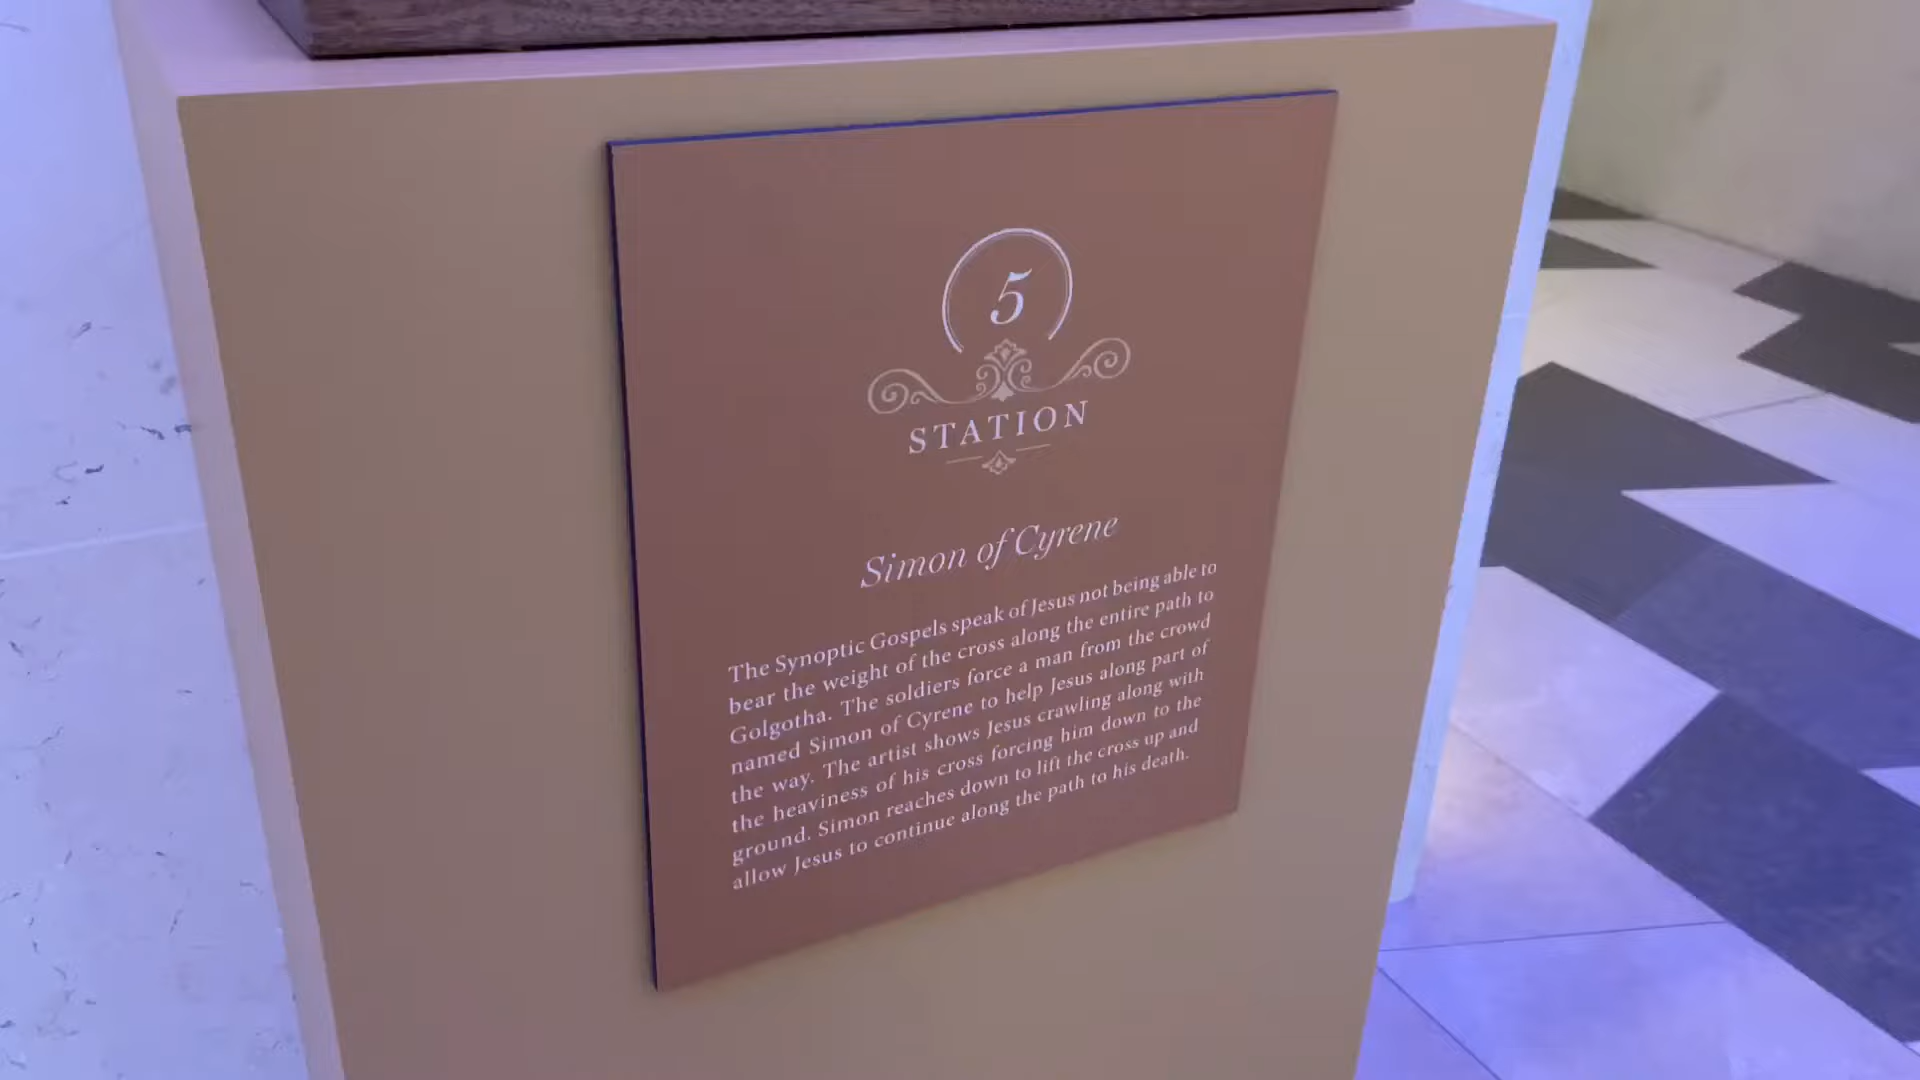 5
STATION
Simon of Cyrene
The Synoptic Gospels speak of Jesus not being able to
bear the weight of the cross along the entire path to
Golgotha. The soldiers force a man from the crowd
named Simon of Cyrene to help Jesus along part of
the way. The artist shows Jesus crawling along with
the heaviness of his cross forcing him down to the
ground. Simon reaches down to lift the cross up and
allow Jesus to continue along the path to his death.